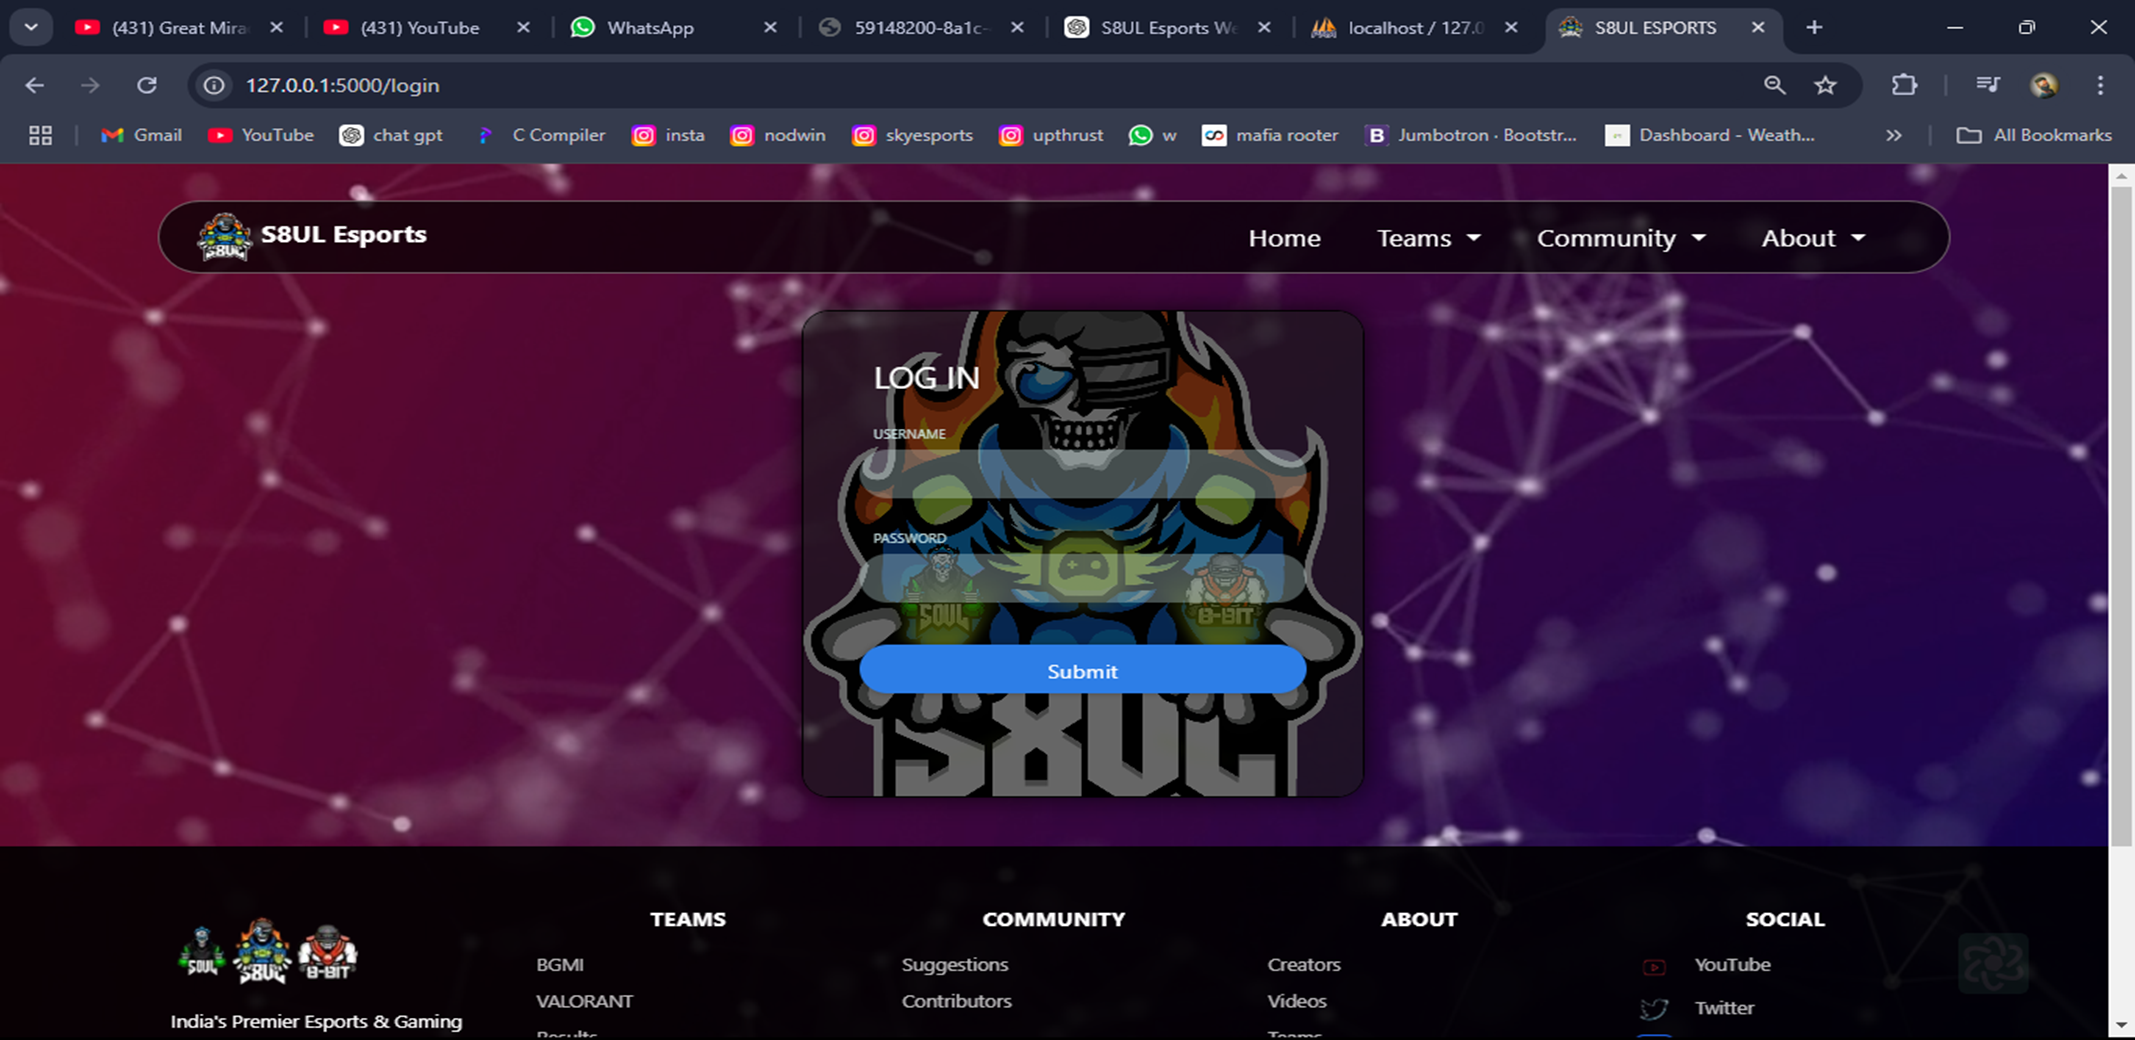 (431) Great Mira
(431) YouTube
WhatsApp
59148200-8a1c-
S8UL Esports We
localhost / 127.0
S8UL ESPORTS
127.0.0.1:5000/login
Gmail
YouTube
chat gpt
C Compiler
insta
nodwin
skyesports
upthrust
w
mafia rooter
Jumbotron · Bootstr...
Dashboard - Weath...
All Bookmarks
S8UL
S8UL Esports
Home
Teams
Community
About
LOG IN
USERNAME
PASSWORD
SOUL
8-BIT
Submit
S8UL
TEAMS
COMMUNITY
ABOUT
SOCIAL
SOUL
S8UL
8-BIT
BGMI
Suggestions
Creators
YouTube
VALORANT
Contributors
Videos
Twitter
India's Premier Esports & Gaming
Results
Teams